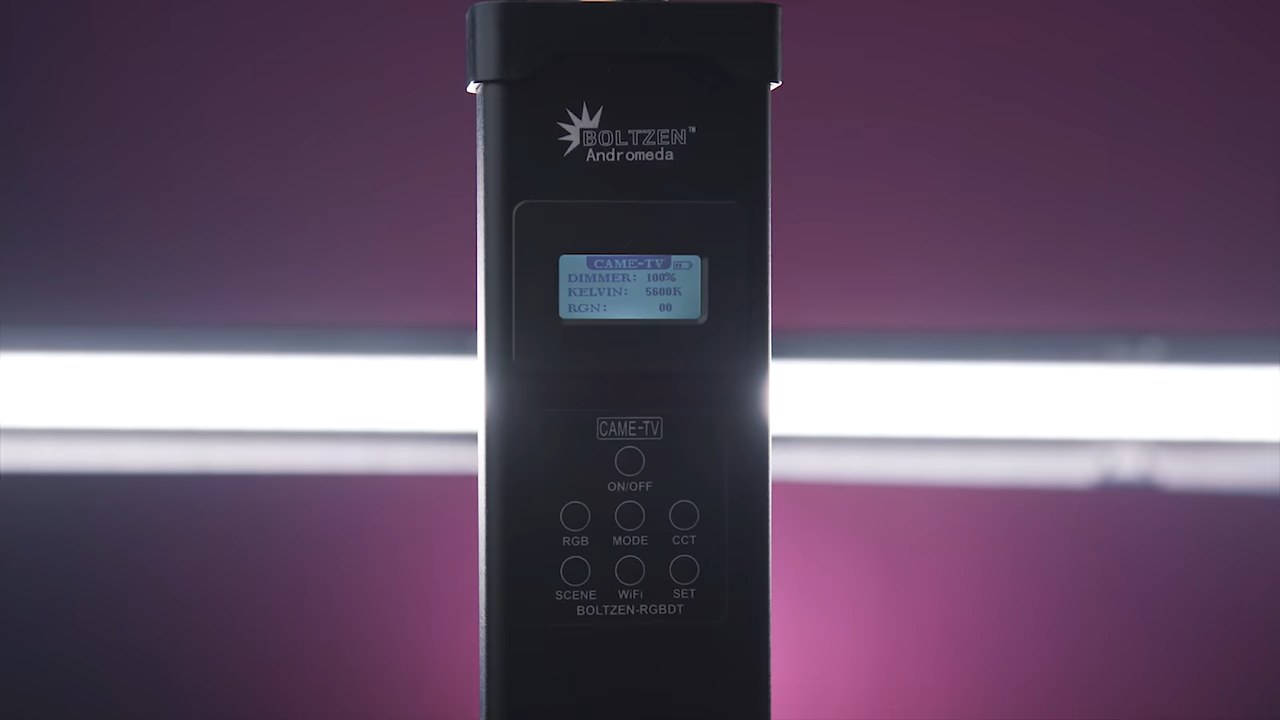 BOLTZEN™
Andromeda
CAME-TV
DIMMER: 100%
KELVIN: 5600K
RGN: 00
CAME-TV
ON/OFF
RGB MODE CCT
SCENE WiFi SET
BOLTZEN-RGBDT